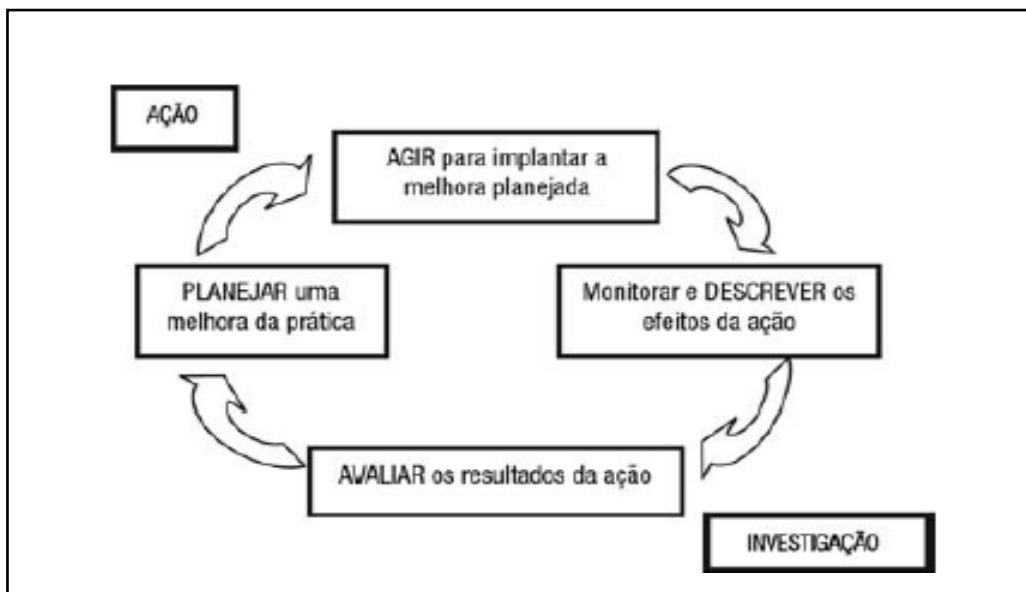 AÇÃO
AGIR para implantar a
melhora planejada
PLANEJAR uma
melhora da prática
Monitorar e DESCREVER os
efeitos da ação
AVALIAR os resultados da ação
INVESTIGAÇÃO